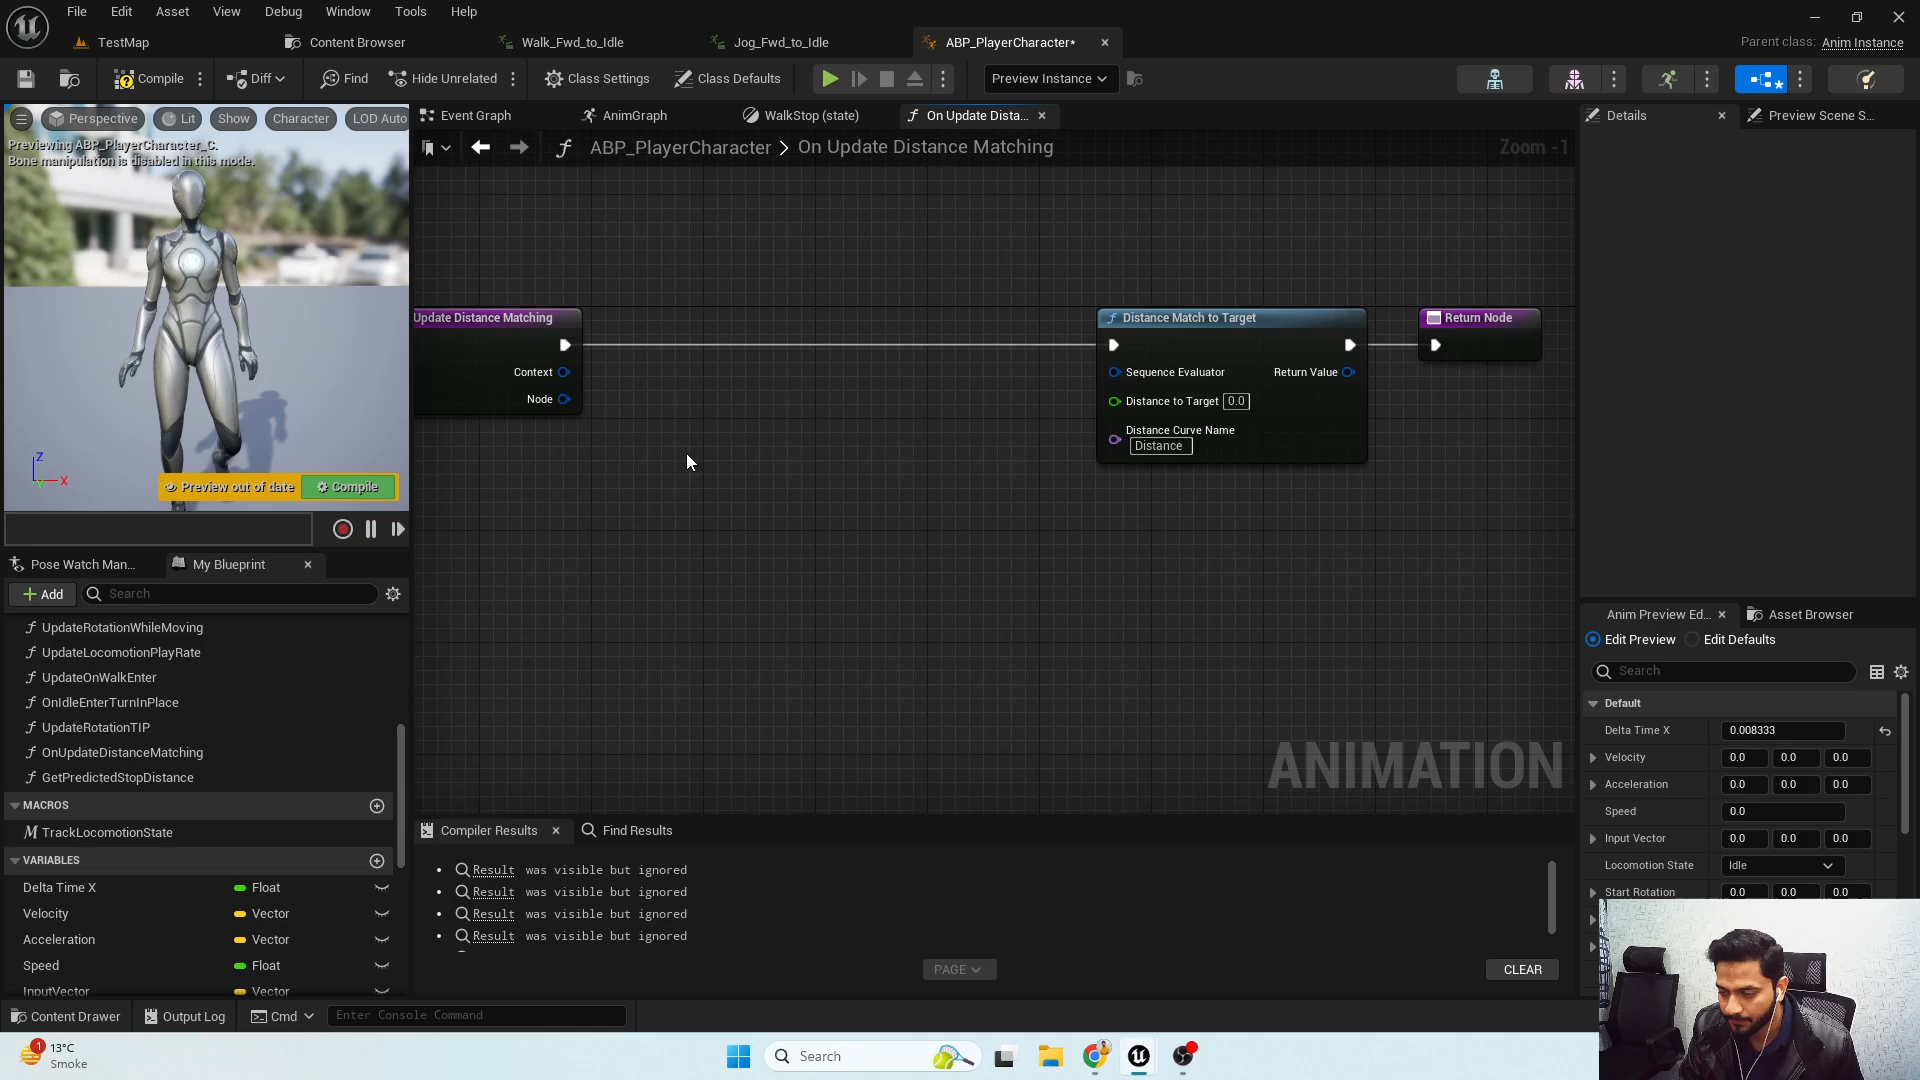 File Edit Asset View Debug Window Tools Help
TestMap Content Browser Walk_Fwd_to_Idle Jog_Fwd_to_Idle ABP_PlayerCharacter*
Parent class: Anim Instance
Compile Diff Find Hide Unrelated Class Settings Class Defaults Preview Instance
Perspective Lit Show Character LOD Auto
Previewing ABP_PlayerCharacter_C.
Bone manipulation is disabled in this mode.
Z
X
Preview out of date Compile
Event Graph AnimGraph WalkStop (state) On Update Dista...
ABP_PlayerCharacter > On Update Distance Matching
Zoom -1
Update Distance Matching
Context
Node
Distance Match to Target
Sequence Evaluator Return Value
Distance to Target 0.0
Distance Curve Name
Distance
Return Node
ANIMATION
Pose Watch Man... My Blueprint
Add Search
UpdateRotationWhileMoving
UpdateLocomotionPlayRate
UpdateOnWalkEnter
OnIdleEnterTurnInPlace
UpdateRotationTIP
OnUpdateDistanceMatching
GetPredictedStopDistance
MACROS
TrackLocomotionState
VARIABLES
Delta Time X Float
Velocity Vector
Acceleration Vector
Speed Float
InputVector Vector
Compiler Results Find Results
Result was visible but ignored
Result was visible but ignored
Result was visible but ignored
Result was visible but ignored
PAGE
CLEAR
Details Preview Scene S...
Anim Preview Ed... Asset Browser
Edit Preview Edit Defaults
Search
Default
Delta Time X 0.008333
Velocity 0.0 0.0 0.0
Acceleration 0.0 0.0 0.0
Speed 0.0
Input Vector 0.0 0.0 0.0
Locomotion State Idle
Start Rotation 0.0 0.0 0.0
Content Drawer Output Log Cmd Enter Console Command
1
13°C
Smoke
Search